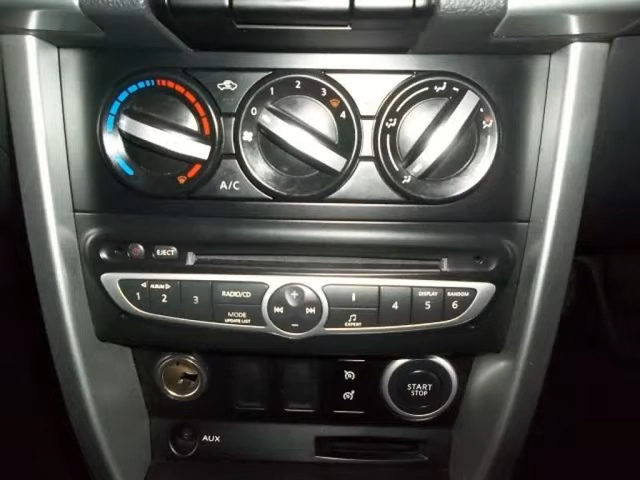 0 1 2 3 4
A/C
EJECT
ALBUM
1 2 3
RADIO/CD
MODE
UPDATE LIST
+
-
i
EXPERT
4
DISPLAY
5
RANDOM
6
START
STOP
AUX